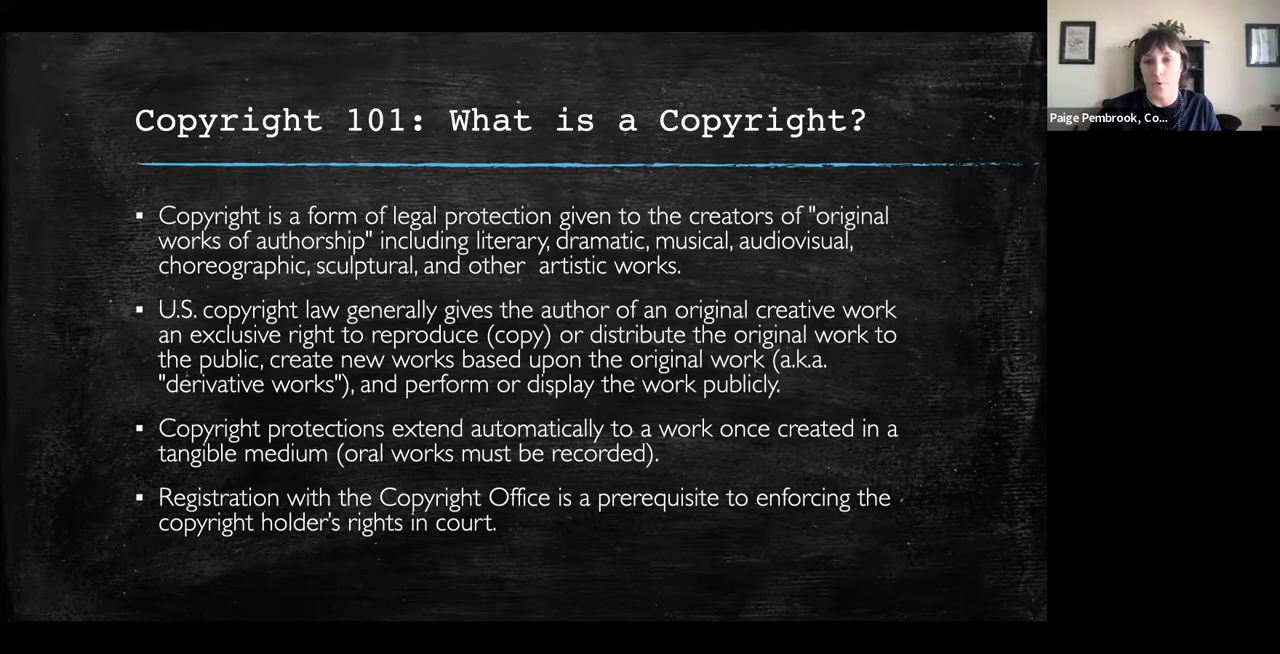 Copyright 101: What is a Copyright?
▪ Copyright is a form of legal protection given to the creators of "original
works of authorship" including literary, dramatic, musical, audiovisual,
choreographic, sculptural, and other  artistic works.
▪ U.S. copyright law generally gives the author of an original creative work
an exclusive right to reproduce (copy) or distribute the original work to
the public, create new works based upon the original work (a.k.a.
"derivative works"), and perform or display the work publicly.
▪ Copyright protections extend automatically to a work once created in a
tangible medium (oral works must be recorded).
▪ Registration with the Copyright Office is a prerequisite to enforcing the
copyright holder’s rights in court.
Paige Pembrook, Co...